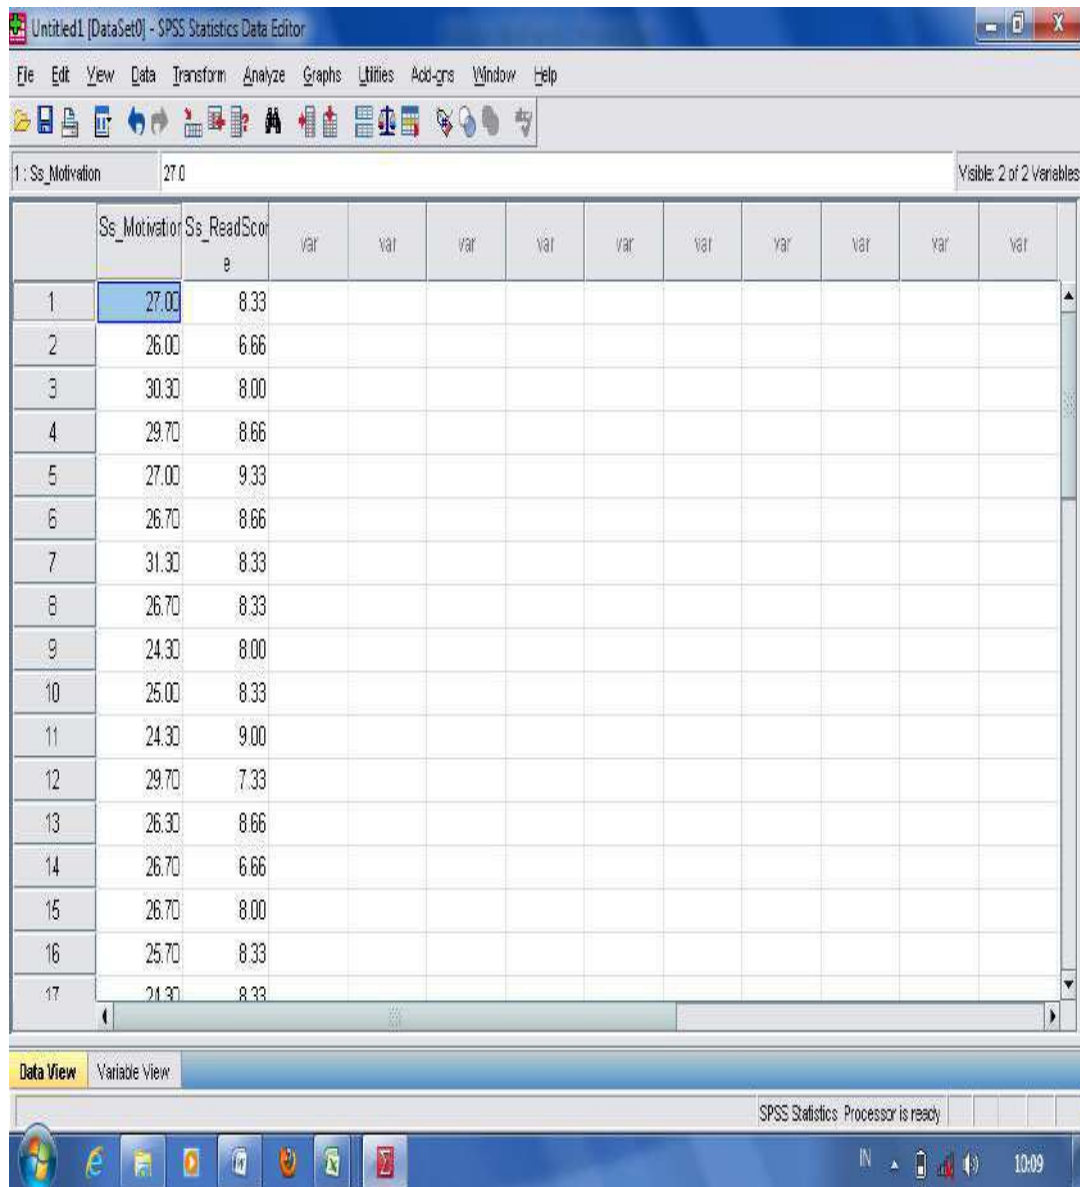 Untitled1 [DataSet0] - SPSS Statistics Data Editor
File Edit View Data Transform Analyze Graphs Utilities Add-ons Window Help
1 : Ss_Motivation 27.0 Visible: 2 of 2 Variables
Ss_Motivation Ss_ReadScore var var var var var var var var var var
1 27.00 8.33
2 26.00 6.66
3 30.30 8.00
4 29.70 8.66
5 27.00 9.33
6 26.70 8.66
7 31.30 8.33
8 26.70 8.33
9 24.30 8.00
10 25.00 8.33
11 24.30 9.00
12 29.70 7.33
13 26.30 8.66
14 26.70 6.66
15 26.70 8.00
16 25.70 8.33
17 8.33
Data View Variable View
SPSS Statistics Processor is ready
IN 10:09